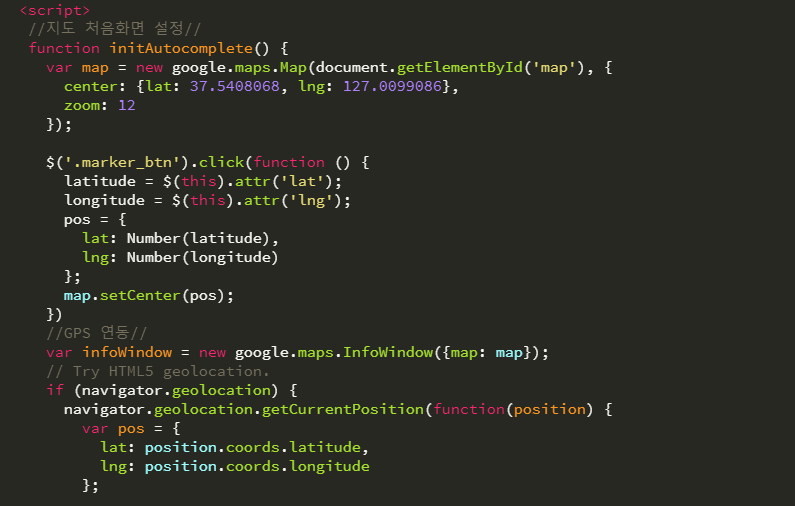 <script>
//지도 처음화면 설정//
function initAutocomplete() {
var map = new google.maps.Map(document.getElementById('map'), {
center: {lat: 37.5408068, lng: 127.0099086},
zoom: 12
});
$('.marker_btn').click(function () {
latitude = $(this).attr('lat');
longitude = $(this).attr('lng');
pos = {
lat: Number(latitude),
lng: Number(longitude)
};
map.setCenter(pos);
})
//GPS 연동//
var infoWindow = new google.maps.InfoWindow({map: map});
// Try HTML5 geolocation.
if (navigator.geolocation) {
navigator.geolocation.getCurrentPosition(function(position) {
var pos = {
lat: position.coords.latitude,
lng: position.coords.longitude
};